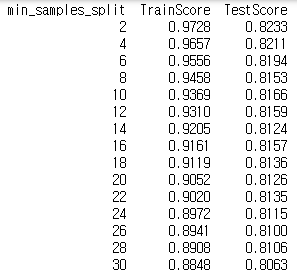 min_samples_split TrainScore TestScore
2 0.9728 0.8233
4 0.9657 0.8211
6 0.9556 0.8194
8 0.9458 0.8153
10 0.9369 0.8166
12 0.9310 0.8159
14 0.9205 0.8124
16 0.9161 0.8157
18 0.9119 0.8136
20 0.9052 0.8126
22 0.9020 0.8135
24 0.8972 0.8115
26 0.8941 0.8100
28 0.8908 0.8106
30 0.8848 0.8063